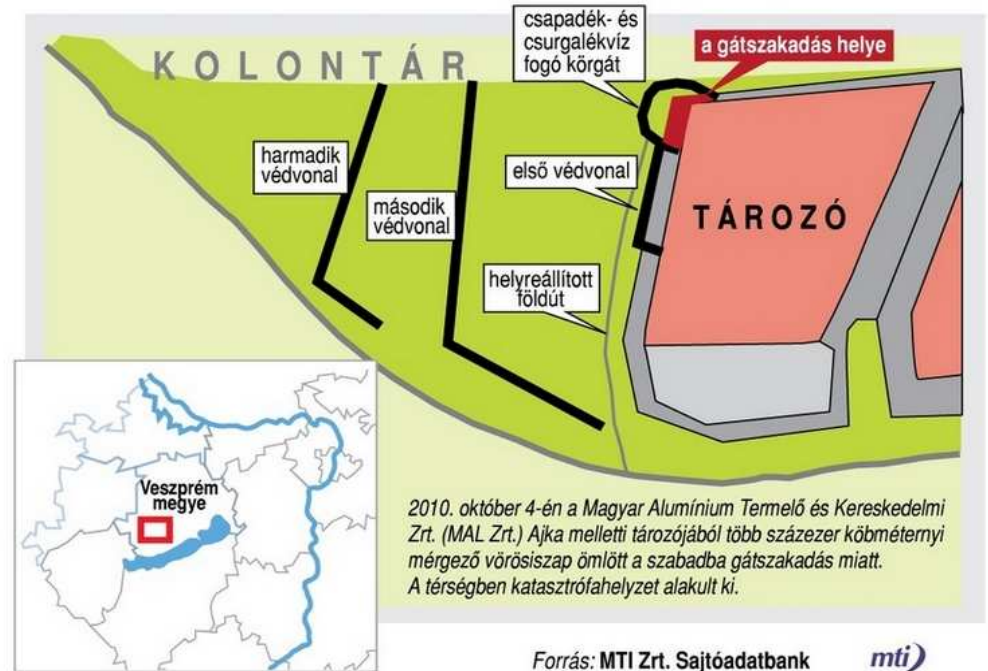 csapadék- és
csurgalékvíz
fogó körgát
a gátszakadás helye
KOLONTÁR
harmadik
védvonal
második
védvonal
első védvonal
TÁROZÓ
helyreállított
földút
Veszprém
megye
2010. október 4-én a Magyar Alumínium Termelő és Kereskedelmi
Zrt. (MAL Zrt.) Ajka melletti tározójából több százezer köbméternyi
mérgező vörösiszap ömlött a szabadba gátszakadás miatt.
A térségben katasztrófahelyzet alakult ki.
Forrás: MTI Zrt. Sajtóadatbank
mti